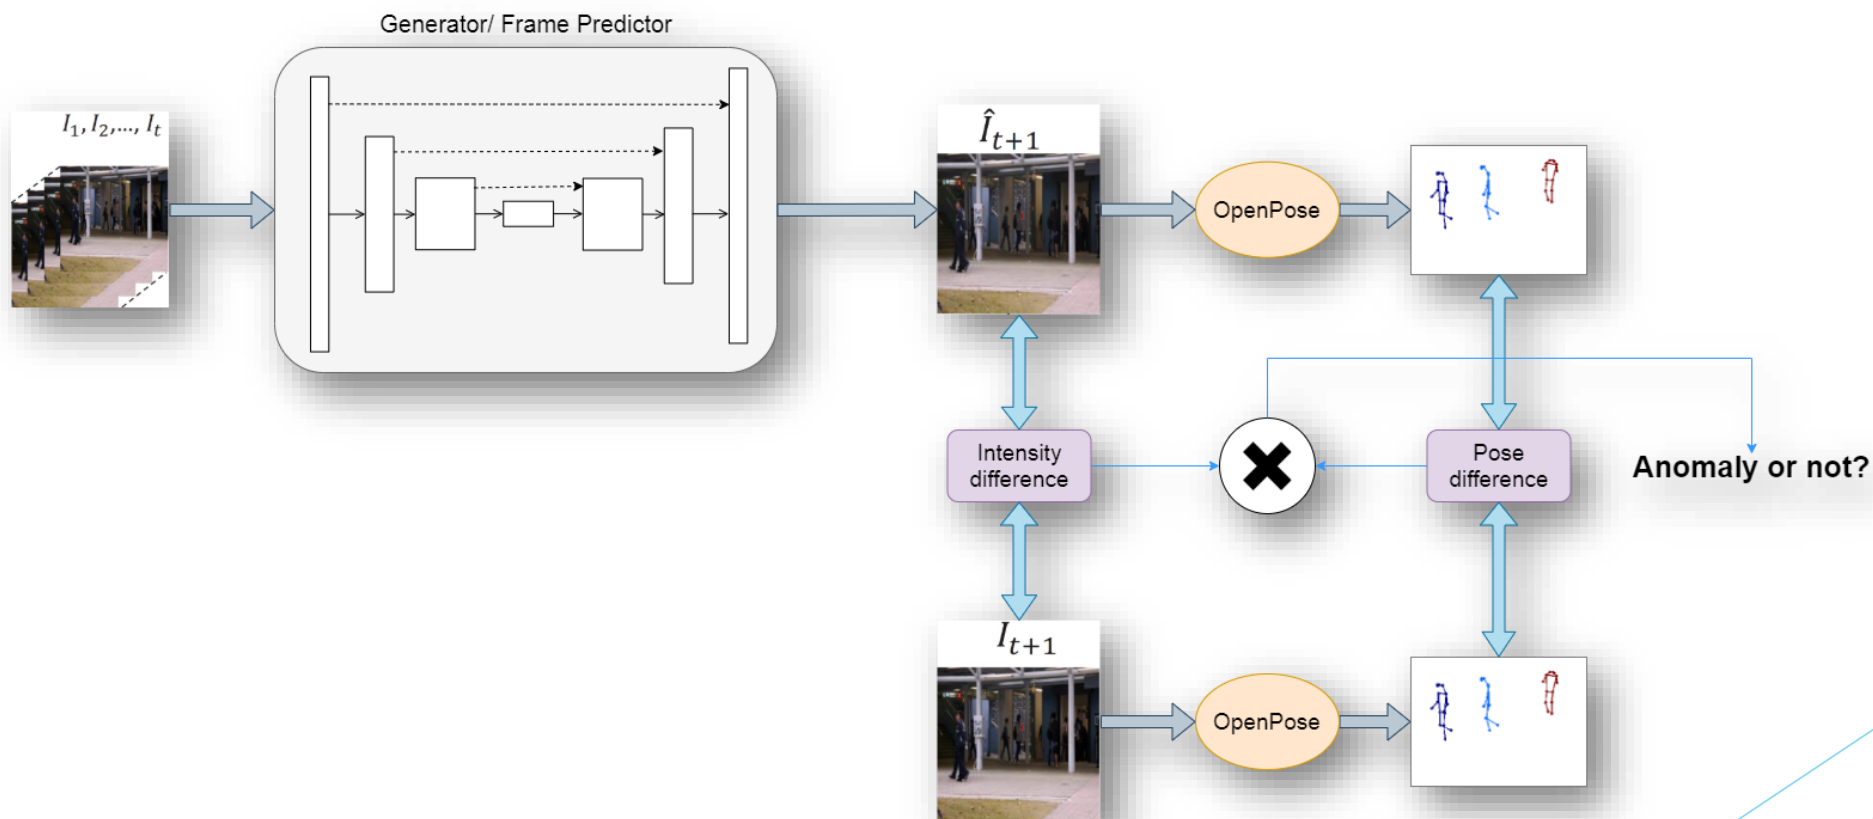 Generator/ Frame Predictor
I₁, I₂,..., Iₜ
Îₜ₊₁
OpenPose
Intensity
difference
Pose
difference
Anomaly or not?
Iₜ₊₁
OpenPose